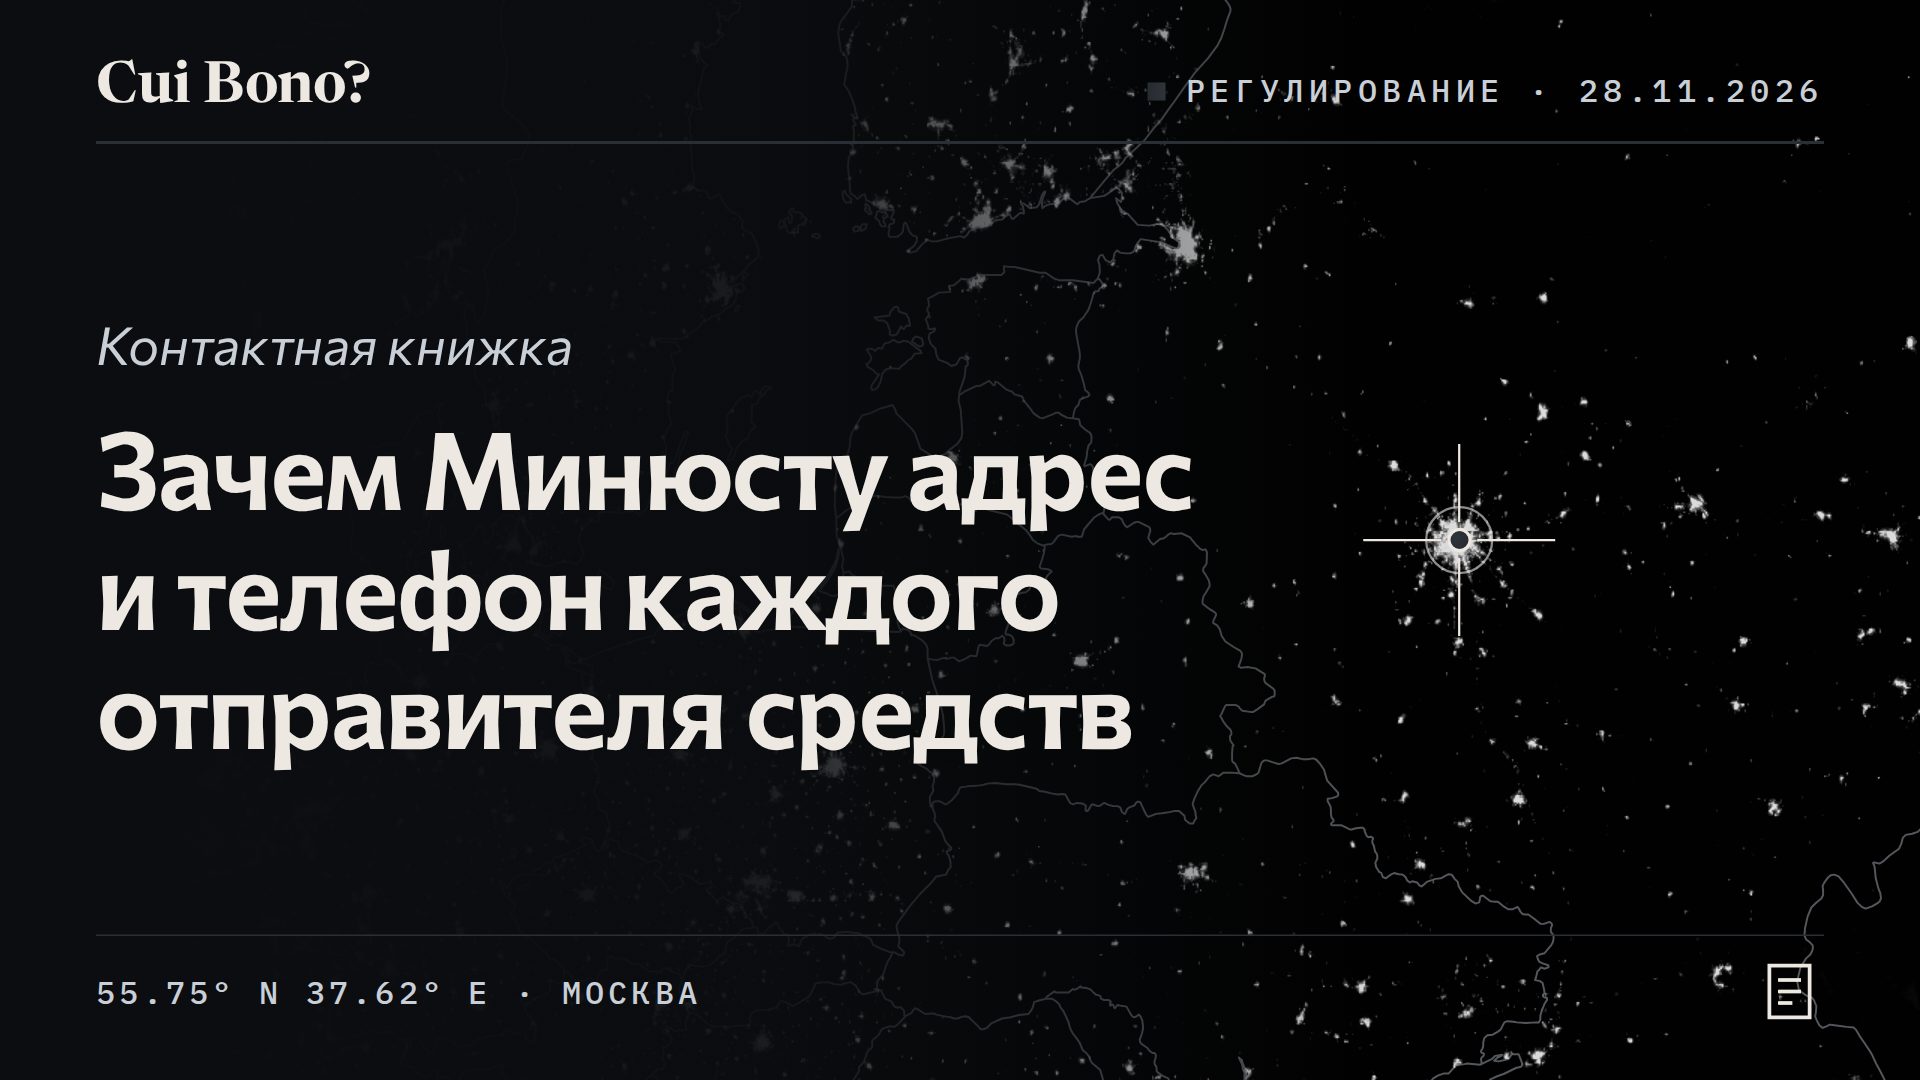 Cui Bono?
РЕГУЛИРОВАНИЕ · 28.11.2026
Контактная книжка
Зачем Минюсту адрес
и телефон каждого
отправителя средств
55.75° N 37.62° E · МОСКВА